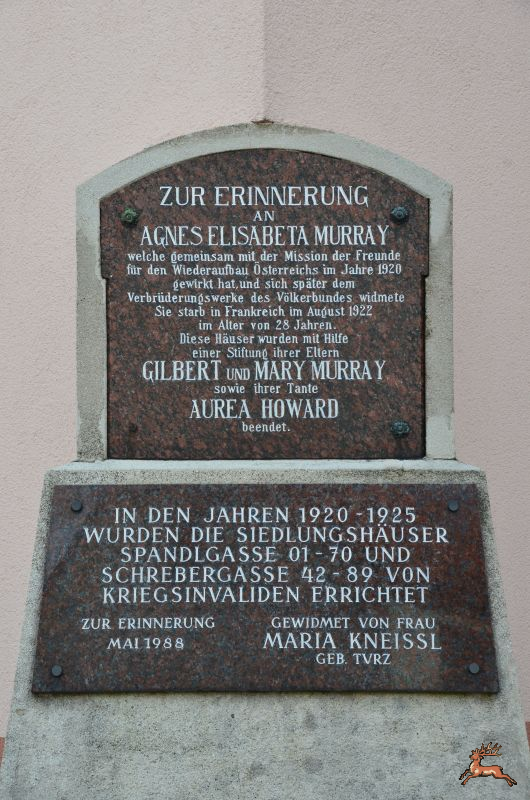 ZUR ERINNERUNG
AN
AGNES ELISABETA MURRAY
welche gemeinsam mit der Mission der Freunde
für den Wiederaufbau Österreichs im Jahre 1920
gewirkt hat, und sich später dem
Verbrüderungswerke des Völkerbundes widmete
Sie starb in Frankreich im August 1922
im Alter von 28 Jahren.
Diese Häuser wurden mit Hilfe
einer Stiftung ihrer Eltern
GILBERT UND MARY MURRAY
sowie ihrer Tante
AUREA HOWARD
beendet.
IN DEN JAHREN 1920 - 1925
WURDEN DIE SIEDLUNGSHÄUSER
SPANDLGASSE 01 - 70 UND
SCHREBERGASSE 42 - 89 VON
KRIEGSINVALIDEN ERRICHTET
ZUR ERINNERUNG
MAI 1988
GEWIDMET VON FRAU
MARIA KNEISSL
GEB. TVRZ